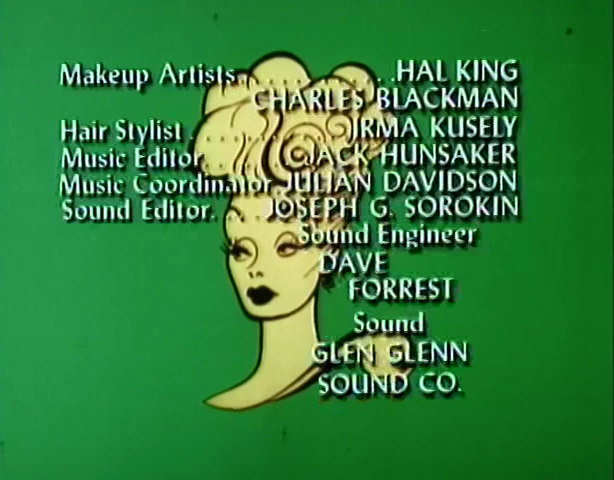 Makeup Artists. . . . . . . . . . . .HAL KING
CHARLES BLACKMAN
Hair Stylist . . . . . . . . . . . .IRMA KUSELY
Music Editor. . . . . . . . .JACK HUNSAKER
Music Coordinator JULIAN DAVIDSON
Sound Editor. . . . .JOSEPH G. SOROKIN
Sound Engineer
DAVE
FORREST
Sound
GLEN GLENN
SOUND CO.